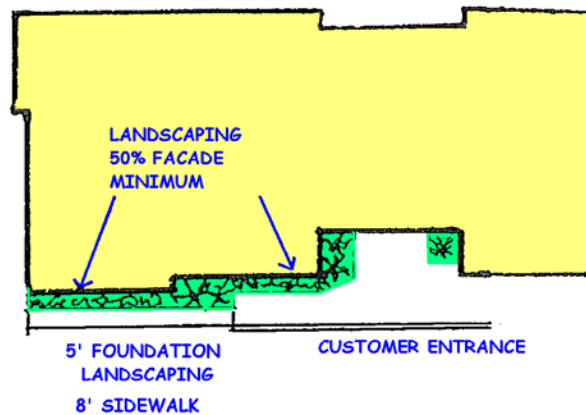 LANDSCAPING
50% FACADE
MINIMUM
5' FOUNDATION
LANDSCAPING
8' SIDEWALK
CUSTOMER ENTRANCE